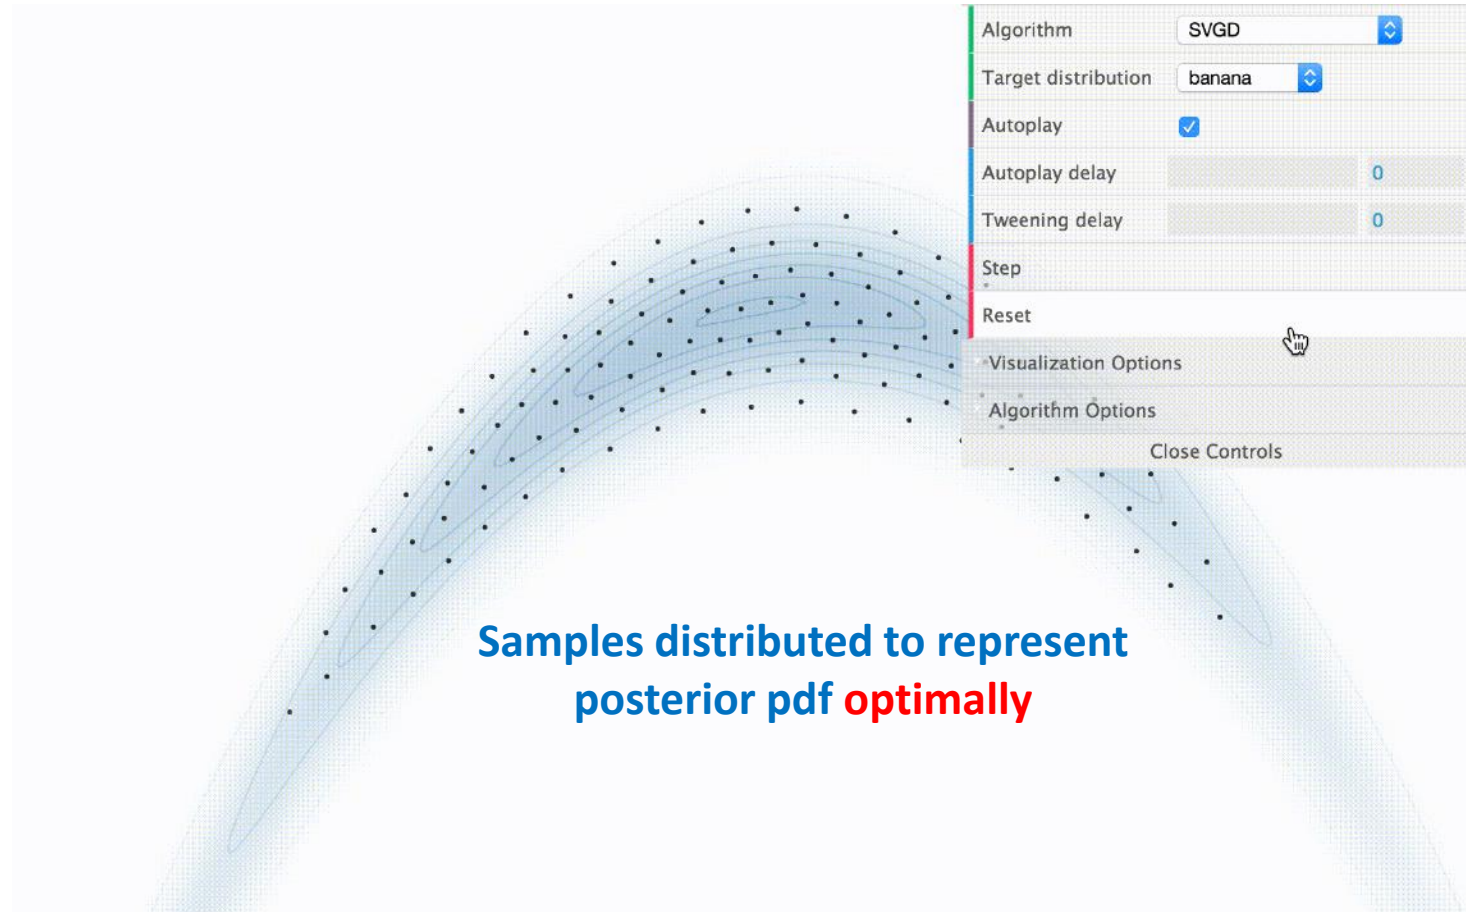 Algorithm SVGD
Target distribution banana
Autoplay
Autoplay delay 0
Tweening delay 0
Step
Reset
Visualization Options
Algorithm Options
Close Controls
Samples distributed to represent
posterior pdf optimally